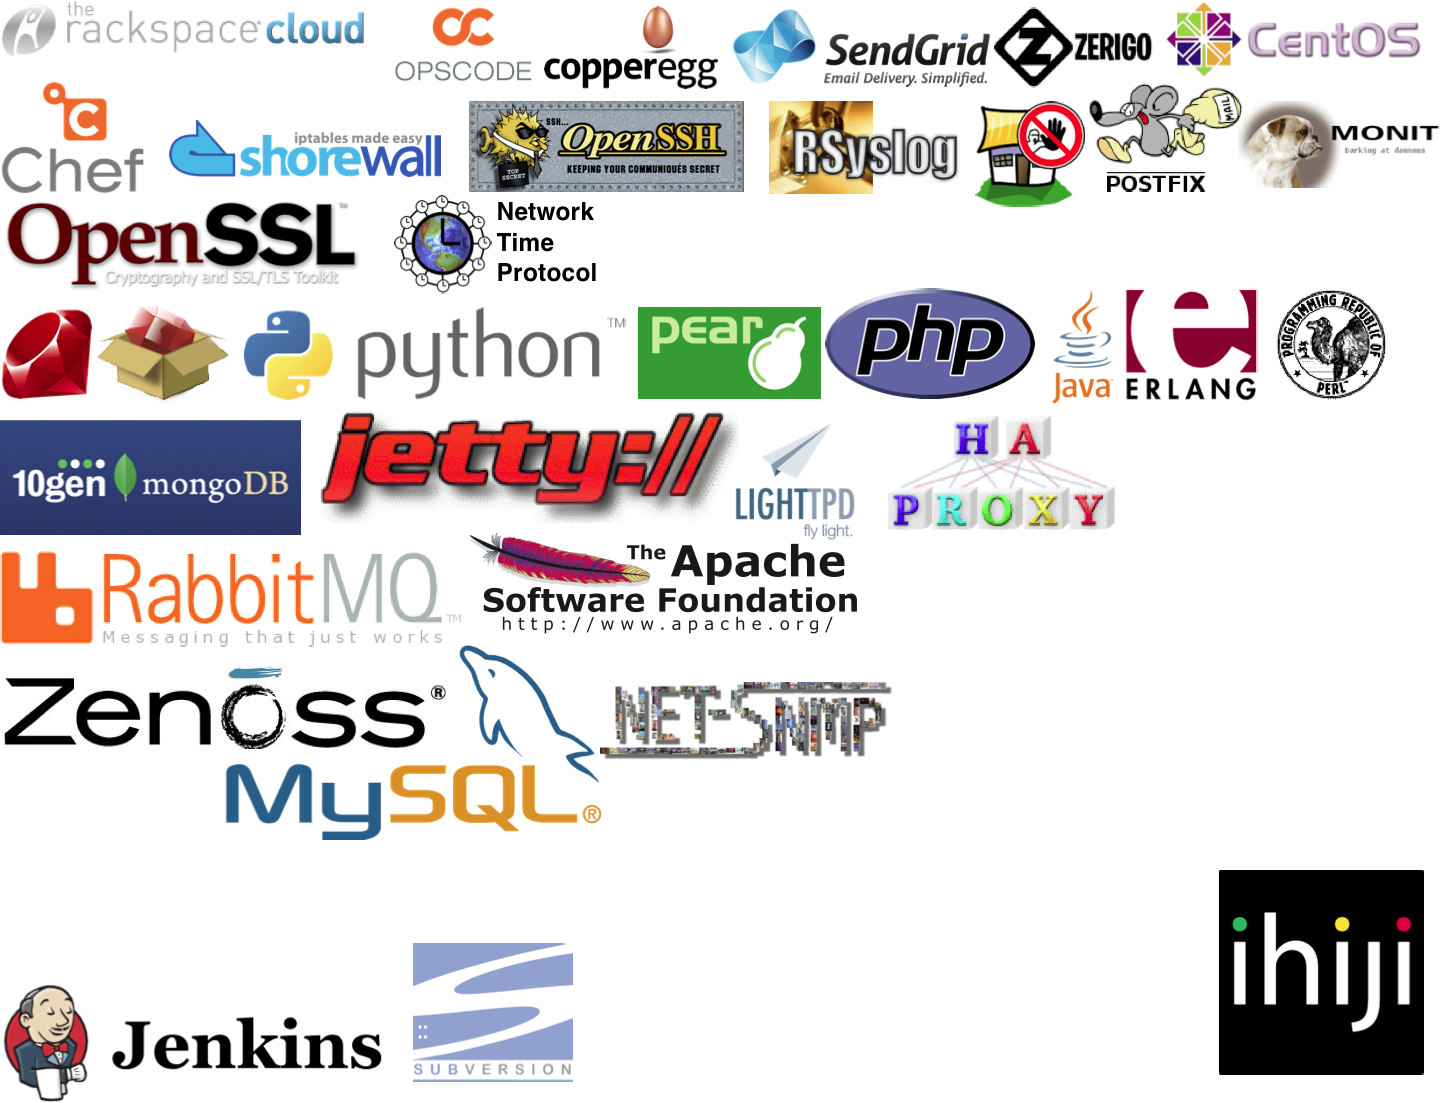 the
rackspace® cloud
OPSCODE
copperegg
SendGrid
Email Delivery. Simplified.
ZERIGO
CentOS
Chef
iptables made easy
shorewall
SSH...
OpenSSH
TOP SECRET
KEEPING YOUR COMMUNIQUÉS SECRET
RSyslog
MAIL
POSTFIX
MONIT
Barking at daemons
OpenSSL™
Cryptography and SSL/TLS Toolkit
Network
Time
Protocol
python™
pear
php
Java
e
ERLANG
PROGRAMMING REPUBLIC OF
PERL
10gen
mongoDB
jetty://
LIGHTTPD
fly light.
HA
PROXY
RabbitMQ™
Messaging that just works
The Apache
Software Foundation
http://www.apache.org/
Zenoss®
NET-SNMP
MySQL®
ihiji
Jenkins
SUBVERSION